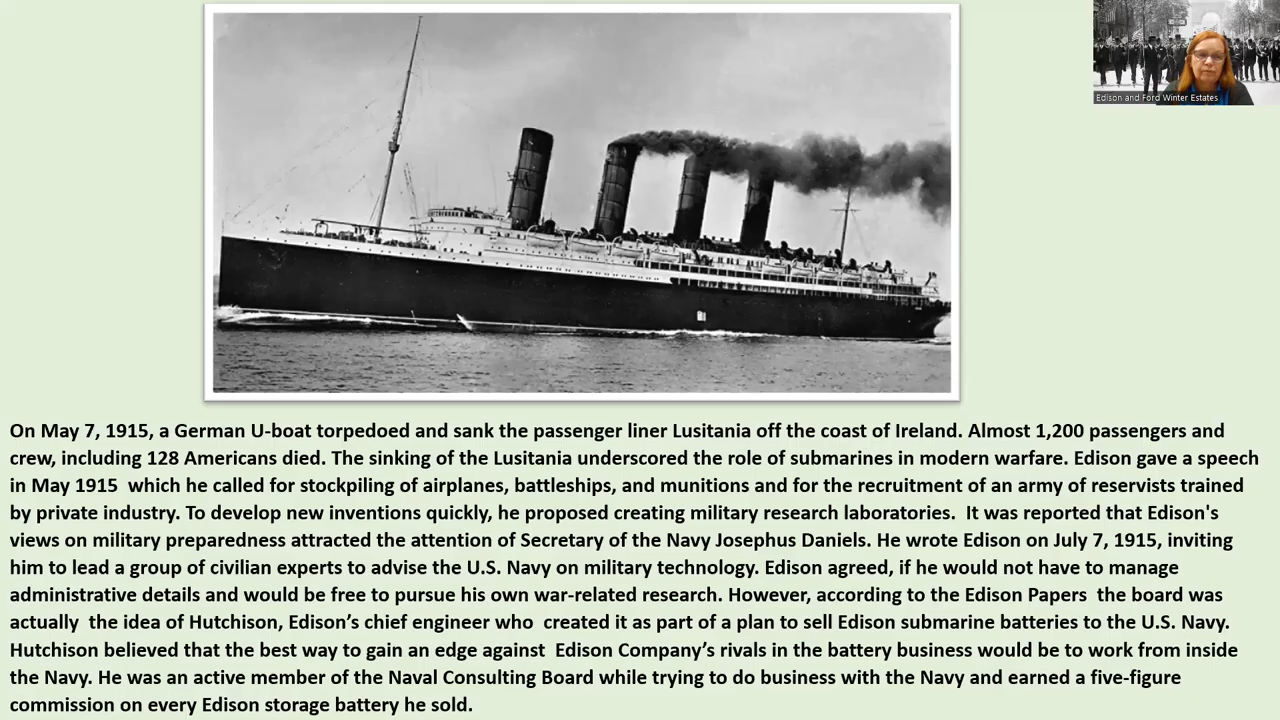 Edison and Ford Winter Estates
On May 7, 1915, a German U-boat torpedoed and sank the passenger liner Lusitania off the coast of Ireland. Almost 1,200 passengers and
crew, including 128 Americans died. The sinking of the Lusitania underscored the role of submarines in modern warfare. Edison gave a speech
in May 1915  which he called for stockpiling of airplanes, battleships, and munitions and for the recruitment of an army of reservists trained
by private industry. To develop new inventions quickly, he proposed creating military research laboratories.  It was reported that Edison's
views on military preparedness attracted the attention of Secretary of the Navy Josephus Daniels. He wrote Edison on July 7, 1915, inviting
him to lead a group of civilian experts to advise the U.S. Navy on military technology. Edison agreed, if he would not have to manage
administrative details and would be free to pursue his own war-related research. However, according to the Edison Papers  the board was
actually  the idea of Hutchison, Edison’s chief engineer who  created it as part of a plan to sell Edison submarine batteries to the U.S. Navy.
Hutchison believed that the best way to gain an edge against  Edison Company’s rivals in the battery business would be to work from inside
the Navy. He was an active member of the Naval Consulting Board while trying to do business with the Navy and earned a five-figure
commission on every Edison storage battery he sold.